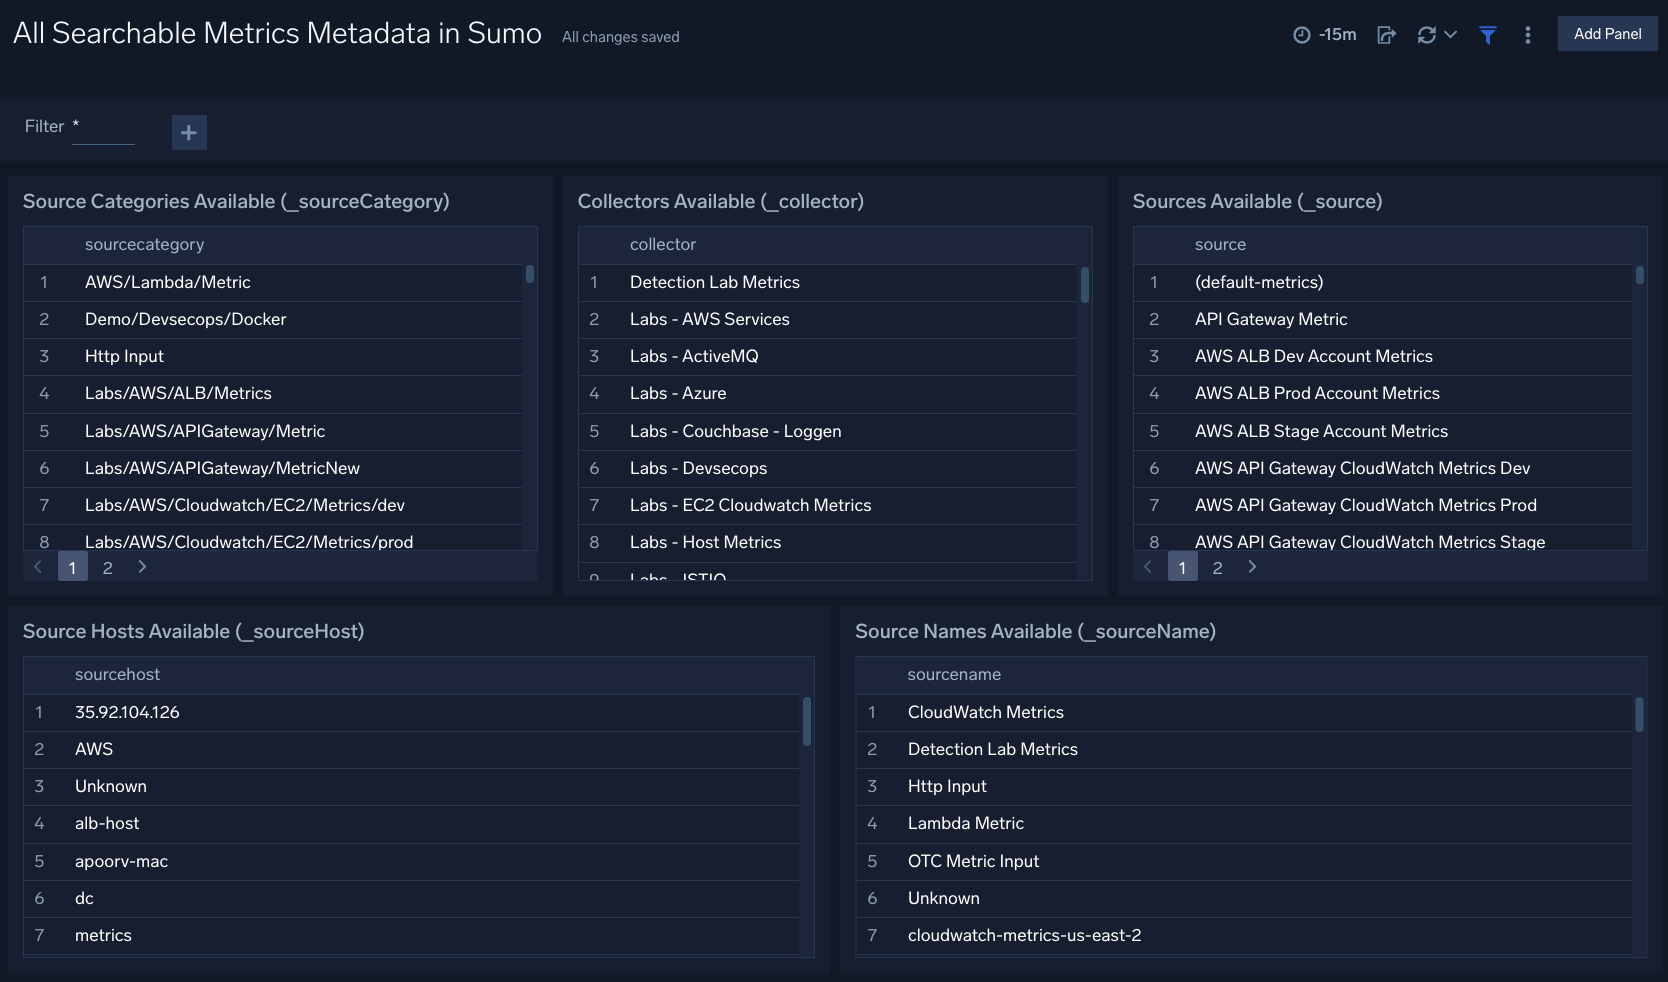 All Searchable Metrics Metadata in Sumo All changes saved -15m Add Panel
Filter *
Source Categories Available (_sourceCategory)
sourcecategory
1 AWS/Lambda/Metric
2 Demo/Devsecops/Docker
3 Http Input
4 Labs/AWS/ALB/Metrics
5 Labs/AWS/APIGateway/Metric
6 Labs/AWS/APIGateway/MetricNew
7 Labs/AWS/Cloudwatch/EC2/Metrics/dev
8 Labs/AWS/Cloudwatch/EC2/Metrics/prod
1 2
Collectors Available (_collector)
collector
1 Detection Lab Metrics
2 Labs - AWS Services
3 Labs - ActiveMQ
4 Labs - Azure
5 Labs - Couchbase - Loggen
6 Labs - Devsecops
7 Labs - EC2 Cloudwatch Metrics
8 Labs - Host Metrics
9 Labs - ISTIO
Sources Available (_source)
source
1 (default-metrics)
2 API Gateway Metric
3 AWS ALB Dev Account Metrics
4 AWS ALB Prod Account Metrics
5 AWS ALB Stage Account Metrics
6 AWS API Gateway CloudWatch Metrics Dev
7 AWS API Gateway CloudWatch Metrics Prod
8 AWS API Gateway CloudWatch Metrics Stage
1 2
Source Hosts Available (_sourceHost)
sourcehost
1 35.92.104.126
2 AWS
3 Unknown
4 alb-host
5 apoorv-mac
6 dc
7 metrics
Source Names Available (_sourceName)
sourcename
1 CloudWatch Metrics
2 Detection Lab Metrics
3 Http Input
4 Lambda Metric
5 OTC Metric Input
6 Unknown
7 cloudwatch-metrics-us-east-2